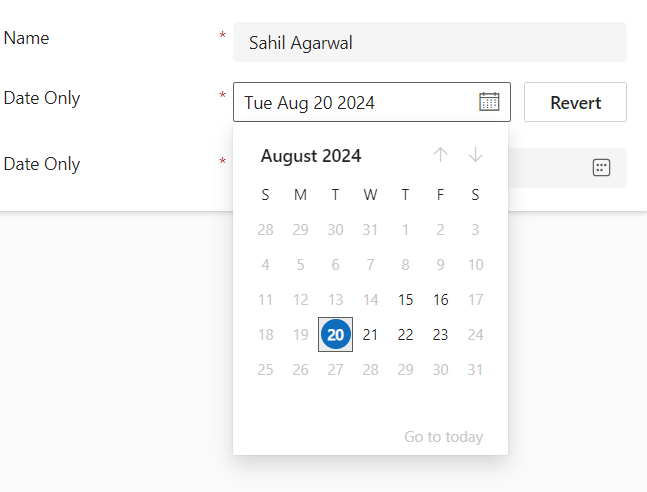 Name * Sahil Agarwal
Date Only * Tue Aug 20 2024 Revert
Date Only *
August 2024
S M T W T F S
28 29 30 31 1 2 3
4 5 6 7 8 9 10
11 12 13 14 15 16 17
18 19 20 21 22 23 24
25 26 27 28 29 30 31
Go to today